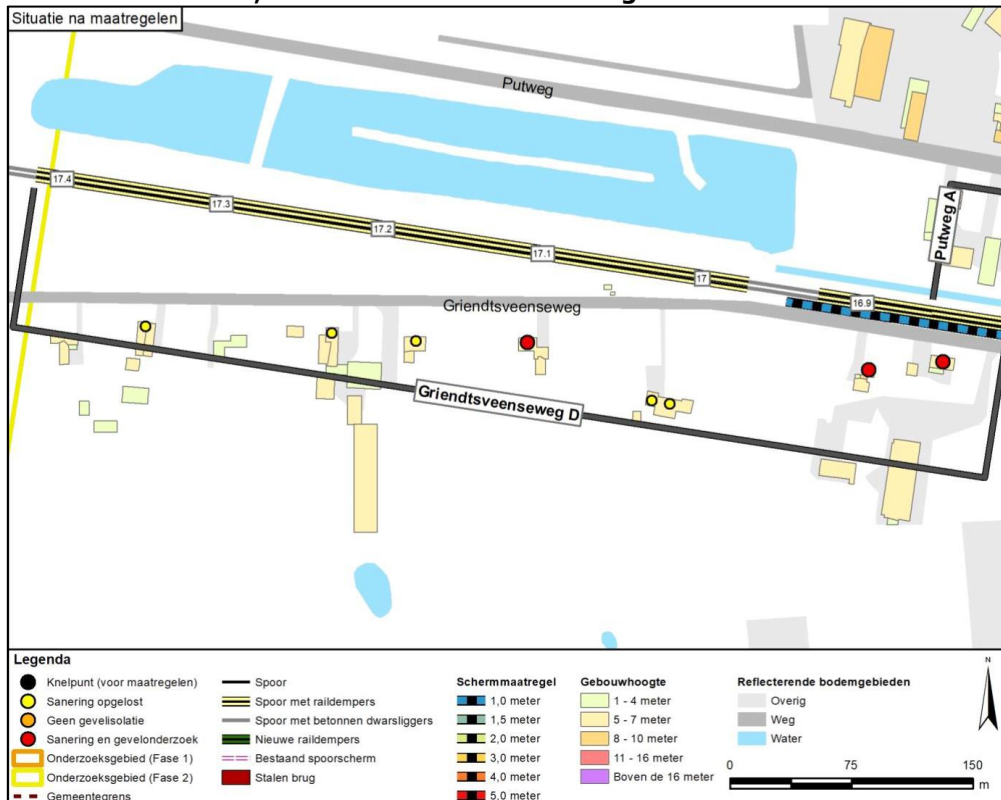 Situatie na maatregelen
Putweg
17.4
17.3
17.2
17.1
17
16.9
Putweg A
Griendtsveenseweg
Griendtsveenseweg D
Legenda
Knelpunt (voor maatregelen)
Sanering opgelost
Geen gevelisolatie
Sanering en gevelonderzoek
Onderzoeksgebied (Fase 1)
Onderzoeksgebied (Fase 2)
Gemeentegrens
Spoor
Spoor met raildempers
Spoor met betonnen dwarsliggers
Nieuwe raildempers
Bestaand spoorscherm
Stalen brug
Schermmaatregel
1,0 meter
1,5 meter
2,0 meter
3,0 meter
4,0 meter
5,0 meter
Gebouwhoogte
1 - 4 meter
5 - 7 meter
8 - 10 meter
11 - 16 meter
Boven de 16 meter
Reflecterende bodemgebieden
Overig
Weg
Water
N
0 75 150
m